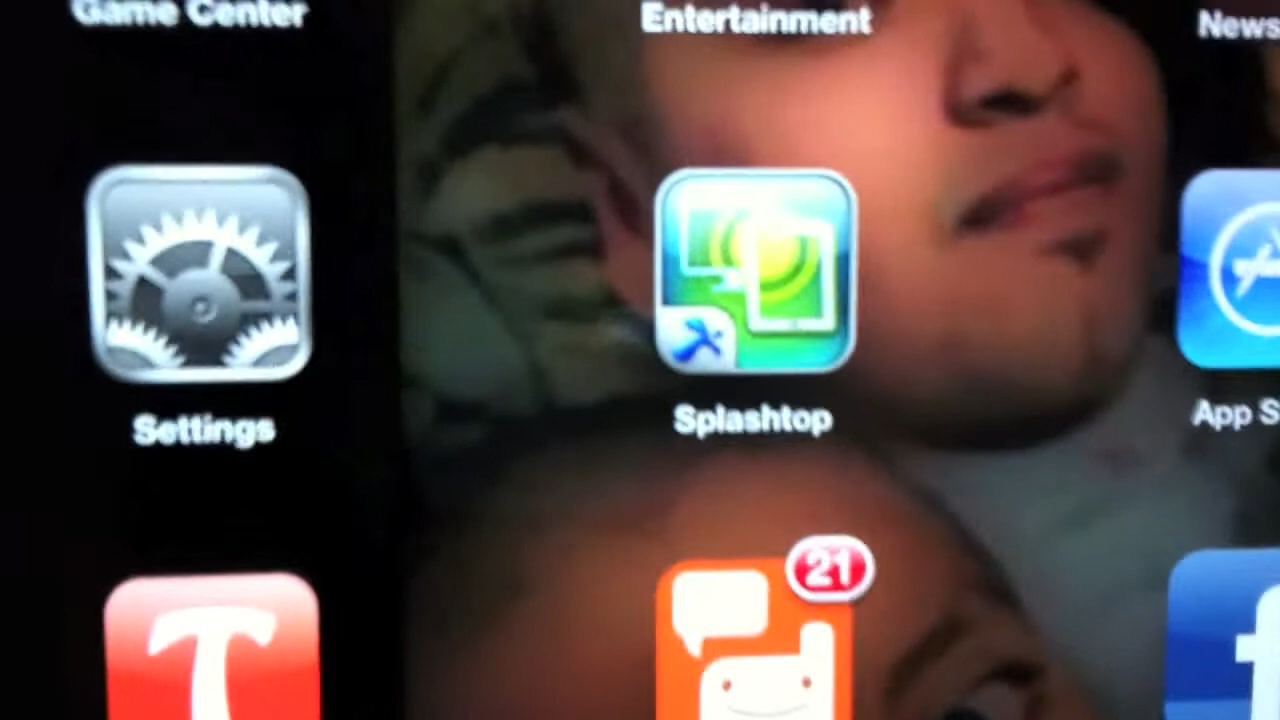 Game Center
Entertainment
News
Settings
Splashtop
App S
21
T
f